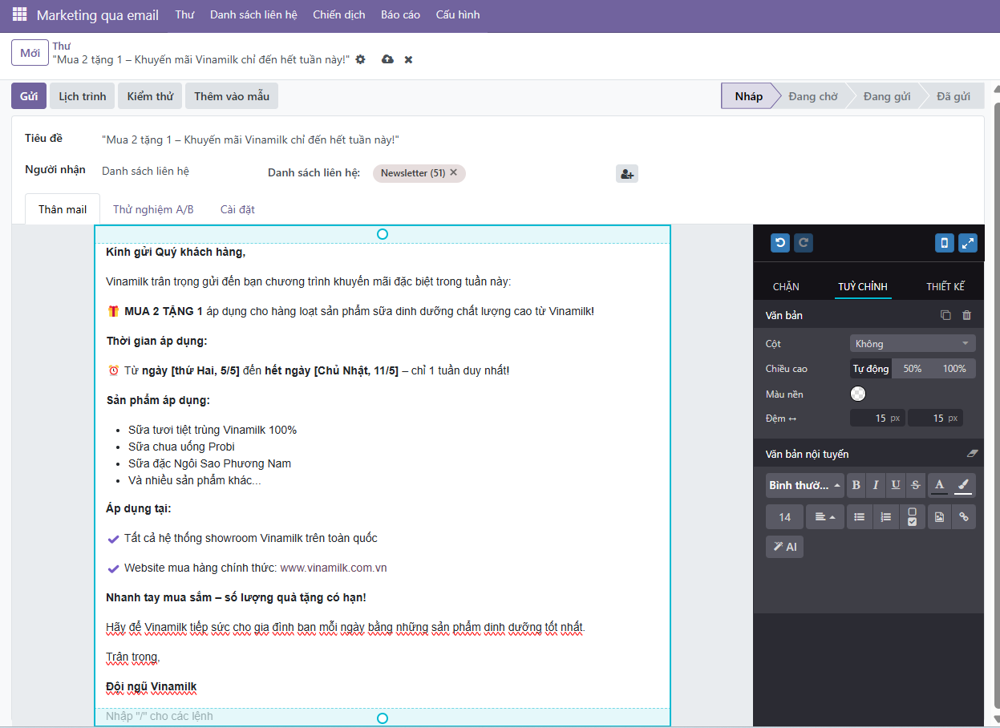 Marketing qua email Thư Danh sách liên hệ Chiến dịch Báo cáo Cấu hình
Mới
Thư
"Mua 2 tặng 1 – Khuyến mãi Vinamilk chỉ đến hết tuần này!"
Gửi Lịch trình Kiểm thử Thêm vào mẫu
Nháp Đang chờ Đang gửi Đã gửi
Tiêu đề "Mua 2 tặng 1 – Khuyến mãi Vinamilk chỉ đến hết tuần này!"
Người nhận Danh sách liên hệ Danh sách liên hệ: Newsletter (51) ✕
Thân mail Thử nghiệm A/B Cài đặt
Kính gửi Quý khách hàng,
Vinamilk trân trọng gửi đến bạn chương trình khuyến mãi đặc biệt trong tuần này:
🎁 MUA 2 TẶNG 1 áp dụng cho hàng loạt sản phẩm sữa dinh dưỡng chất lượng cao từ Vinamilk!
Thời gian áp dụng:
⏰ Từ ngày [thứ Hai, 5/5] đến hết ngày [Chủ Nhật, 11/5] – chỉ 1 tuần duy nhất!
Sản phẩm áp dụng:
• Sữa tươi tiệt trùng Vinamilk 100%
• Sữa chua uống Probi
• Sữa đặc Ngôi Sao Phương Nam
• Và nhiều sản phẩm khác...
Áp dụng tại:
✔ Tất cả hệ thống showroom Vinamilk trên toàn quốc
✔ Website mua hàng chính thức: www.vinamilk.com.vn
Nhanh tay mua sắm – số lượng quà tặng có hạn!
Hãy để Vinamilk tiếp sức cho gia đình bạn mỗi ngày bằng những sản phẩm dinh dưỡng tốt nhất.
Trân trọng,
Đội ngũ Vinamilk
Nhập "/" cho các lệnh
CHẶN TUỲ CHỈNH THIẾT KẾ
Văn bản
Cột Không
Chiều cao Tự động 50% 100%
Màu nền
Đệm ↔ 15 px 15 px
Văn bản nội tuyến
Bình thườ... B I U S A
14
AI